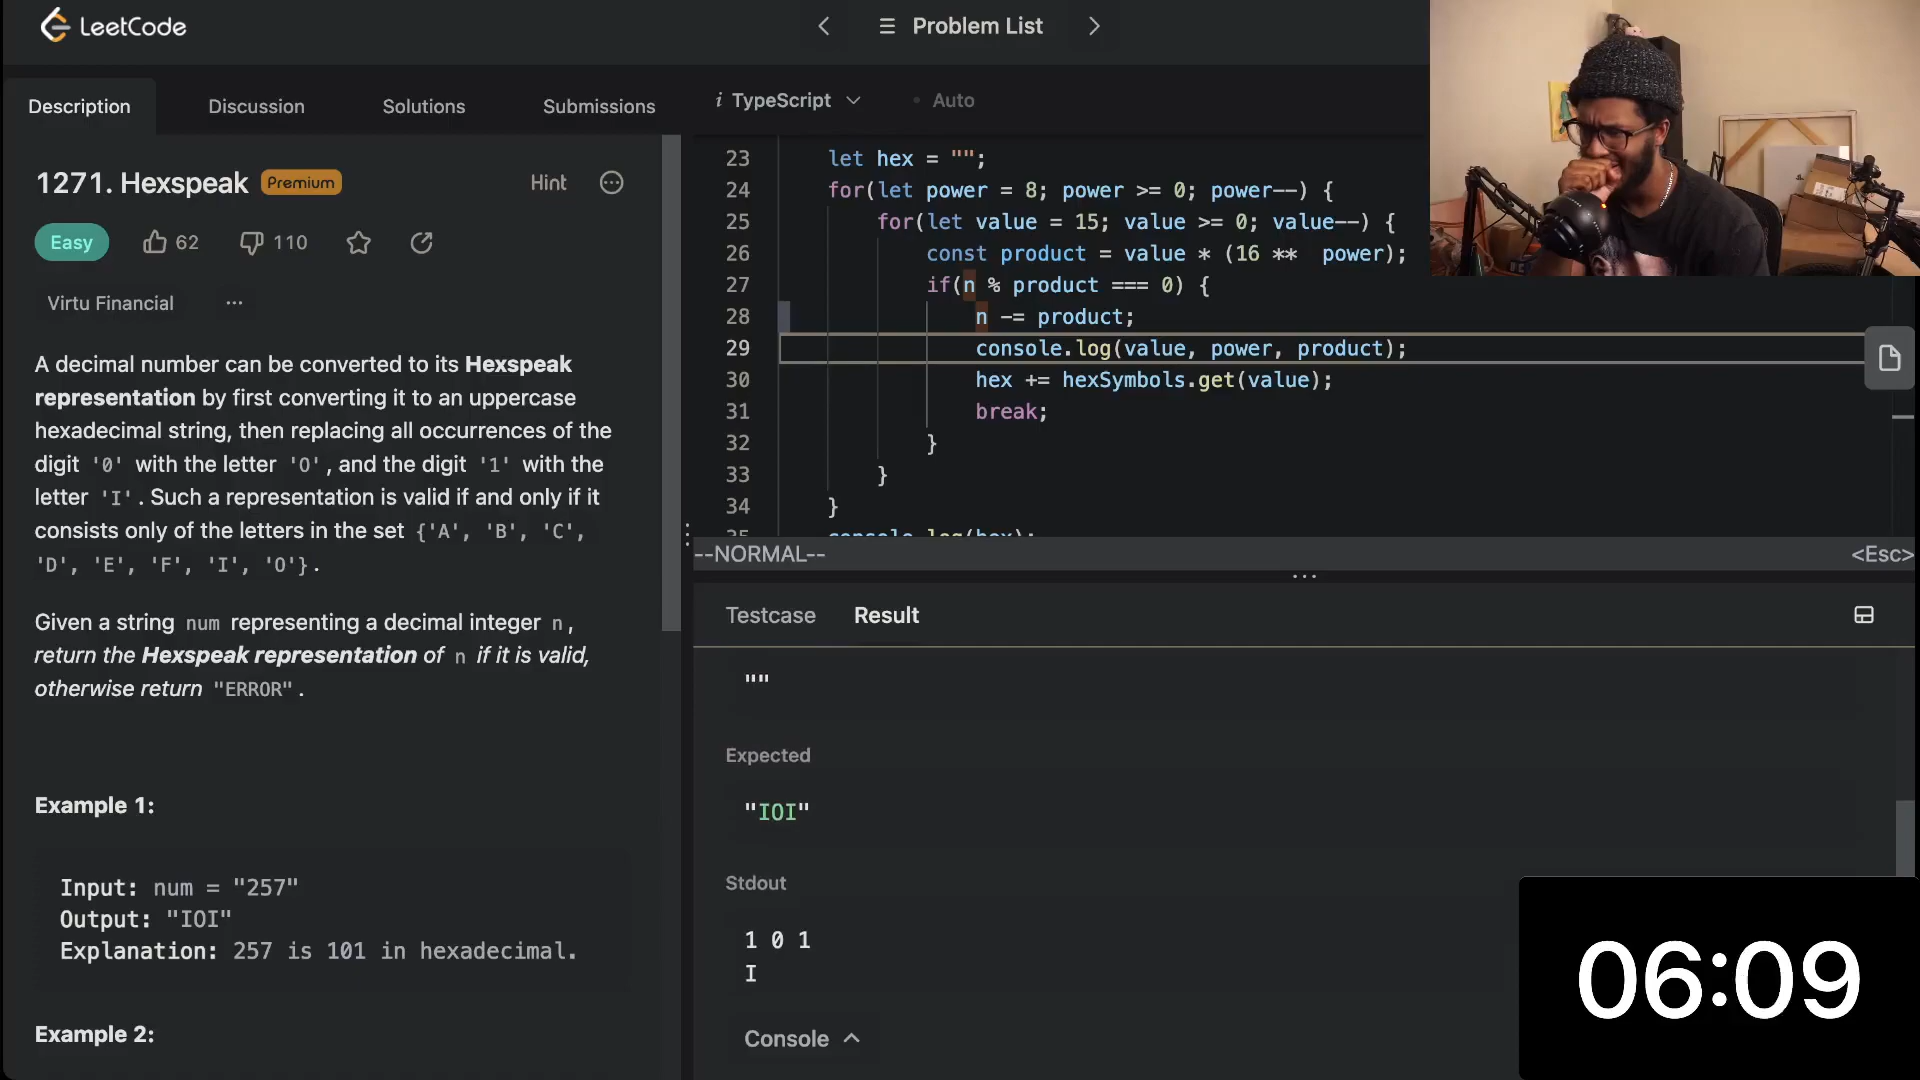 LeetCode
Problem List
Description
Discussion
Solutions
Submissions
1271. Hexspeak
Premium
Hint
Easy
62
110
Virtu Financial
...
A decimal number can be converted to its Hexspeak
representation by first converting it to an uppercase
hexadecimal string, then replacing all occurrences of the
digit '0' with the letter 'O', and the digit '1' with the
letter 'I'. Such a representation is valid if and only if it
consists only of the letters in the set {'A', 'B', 'C',
'D', 'E', 'F', 'I', 'O'}.
Given a string num representing a decimal integer n,
return the Hexspeak representation of n if it is valid,
otherwise return "ERROR".
Example 1:
Input: num = "257"
Output: "IOI"
Explanation: 257 is 101 in hexadecimal.
Example 2:
i TypeScript
• Auto
23 let hex = "";
24 for(let power = 8; power >= 0; power--) {
25 for(let value = 15; value >= 0; value--) {
26 const product = value * (16 ** power);
27 if(n % product === 0) {
28 n -= product;
29 console.log(value, power, product);
30 hex += hexSymbols.get(value);
31 break;
32 }
33 }
34 }
35 console.log(hex);
--NORMAL--
<Esc>
...
Testcase
Result
""
Expected
"IOI"
Stdout
1 0 1
I
Console
06:09